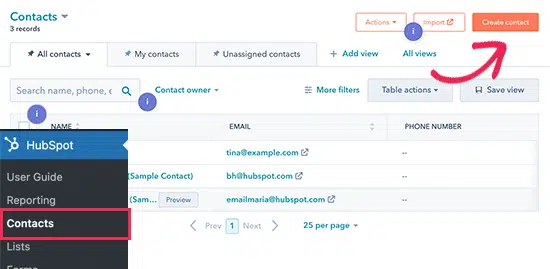 Contacts
3 records
Actions
Import
Create contact
All contacts
My contacts
Unassigned contacts
+ Add view
All views
Search name, phone, e
Contact owner
More filters
Table actions
Save view
NAME
EMAIL
PHONE NUMBER
tina@example.com
--
(Sample Contact)
bh@hubspot.com
--
(Sam...
Preview
emailmaria@hubspot.com
--
Prev
1
Next
25 per page
HubSpot
User Guide
Reporting
Contacts
Lists